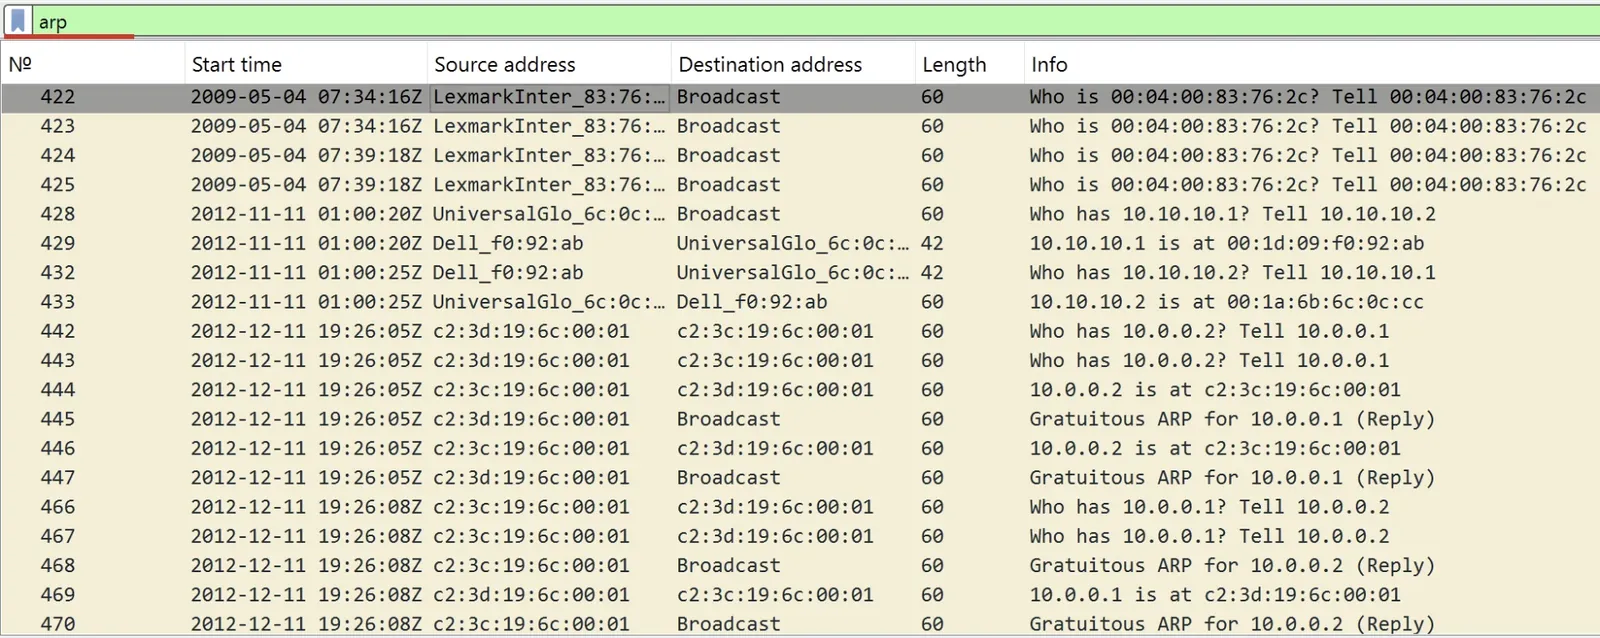 arp
№ Start time Source address Destination address Length Info
422 2009-05-04 07:34:16Z LexmarkInter_83:76:… Broadcast 60 Who is 00:04:00:83:76:2c? Tell 00:04:00:83:76:2c
423 2009-05-04 07:34:16Z LexmarkInter_83:76:… Broadcast 60 Who is 00:04:00:83:76:2c? Tell 00:04:00:83:76:2c
424 2009-05-04 07:39:18Z LexmarkInter_83:76:… Broadcast 60 Who is 00:04:00:83:76:2c? Tell 00:04:00:83:76:2c
425 2009-05-04 07:39:18Z LexmarkInter_83:76:… Broadcast 60 Who is 00:04:00:83:76:2c? Tell 00:04:00:83:76:2c
428 2012-11-11 01:00:20Z UniversalGlo_6c:0c:… Broadcast 60 Who has 10.10.10.1? Tell 10.10.10.2
429 2012-11-11 01:00:20Z Dell_f0:92:ab UniversalGlo_6c:0c:… 42 10.10.10.1 is at 00:1d:09:f0:92:ab
432 2012-11-11 01:00:25Z Dell_f0:92:ab UniversalGlo_6c:0c:… 42 Who has 10.10.10.2? Tell 10.10.10.1
433 2012-11-11 01:00:25Z UniversalGlo_6c:0c:… Dell_f0:92:ab 60 10.10.10.2 is at 00:1a:6b:6c:0c:cc
442 2012-12-11 19:26:05Z c2:3d:19:6c:00:01 c2:3c:19:6c:00:01 60 Who has 10.0.0.2? Tell 10.0.0.1
443 2012-12-11 19:26:05Z c2:3d:19:6c:00:01 c2:3c:19:6c:00:01 60 Who has 10.0.0.2? Tell 10.0.0.1
444 2012-12-11 19:26:05Z c2:3c:19:6c:00:01 c2:3d:19:6c:00:01 60 10.0.0.2 is at c2:3c:19:6c:00:01
445 2012-12-11 19:26:05Z c2:3d:19:6c:00:01 Broadcast 60 Gratuitous ARP for 10.0.0.1 (Reply)
446 2012-12-11 19:26:05Z c2:3c:19:6c:00:01 c2:3d:19:6c:00:01 60 10.0.0.2 is at c2:3c:19:6c:00:01
447 2012-12-11 19:26:05Z c2:3d:19:6c:00:01 Broadcast 60 Gratuitous ARP for 10.0.0.1 (Reply)
466 2012-12-11 19:26:08Z c2:3c:19:6c:00:01 c2:3d:19:6c:00:01 60 Who has 10.0.0.1? Tell 10.0.0.2
467 2012-12-11 19:26:08Z c2:3c:19:6c:00:01 c2:3d:19:6c:00:01 60 Who has 10.0.0.1? Tell 10.0.0.2
468 2012-12-11 19:26:08Z c2:3c:19:6c:00:01 Broadcast 60 Gratuitous ARP for 10.0.0.2 (Reply)
469 2012-12-11 19:26:08Z c2:3d:19:6c:00:01 c2:3c:19:6c:00:01 60 10.0.0.1 is at c2:3d:19:6c:00:01
470 2012-12-11 19:26:08Z c2:3c:19:6c:00:01 Broadcast 60 Gratuitous ARP for 10.0.0.2 (Reply)